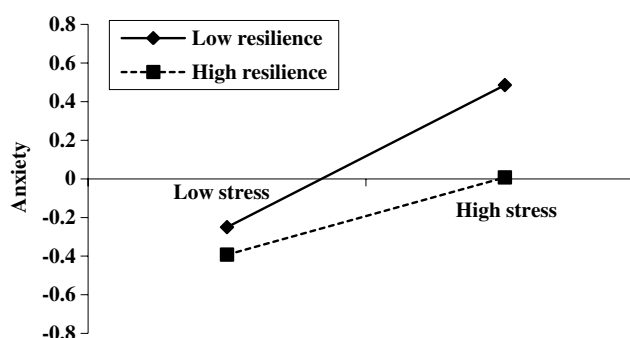 0.8
Low resilience
0.6
High resilience
0.4
0.2
Anxiety
0
Low stress
-0.2
High stress
-0.4
-0.6
-0.8